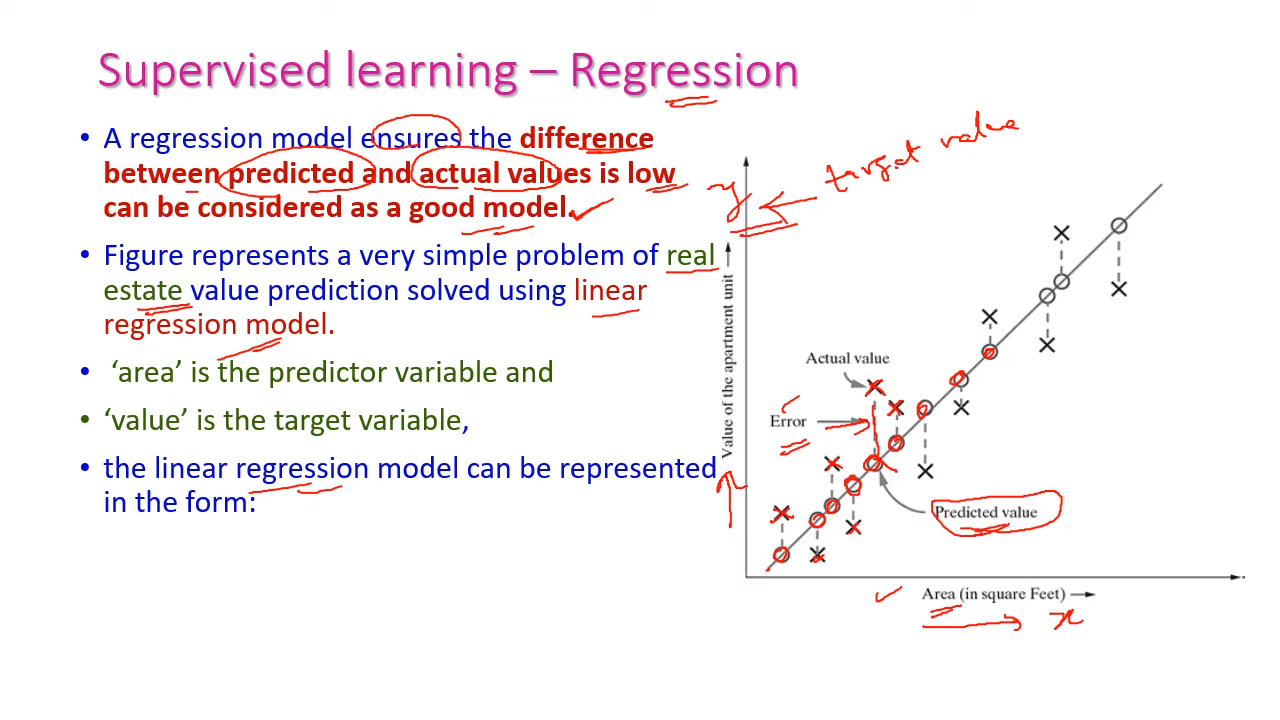 Supervised learning – Regression
• A regression model ensures the difference
between predicted and actual values is low
can be considered as a good model.
• Figure represents a very simple problem of real
estate value prediction solved using linear
regression model.
• ‘area’ is the predictor variable and
• ‘value’ is the target variable,
• the linear regression model can be represented
in the form:
target value
y
Value of the apartment unit
Actual value
Error
Predicted value
Area (in square Feet)
x